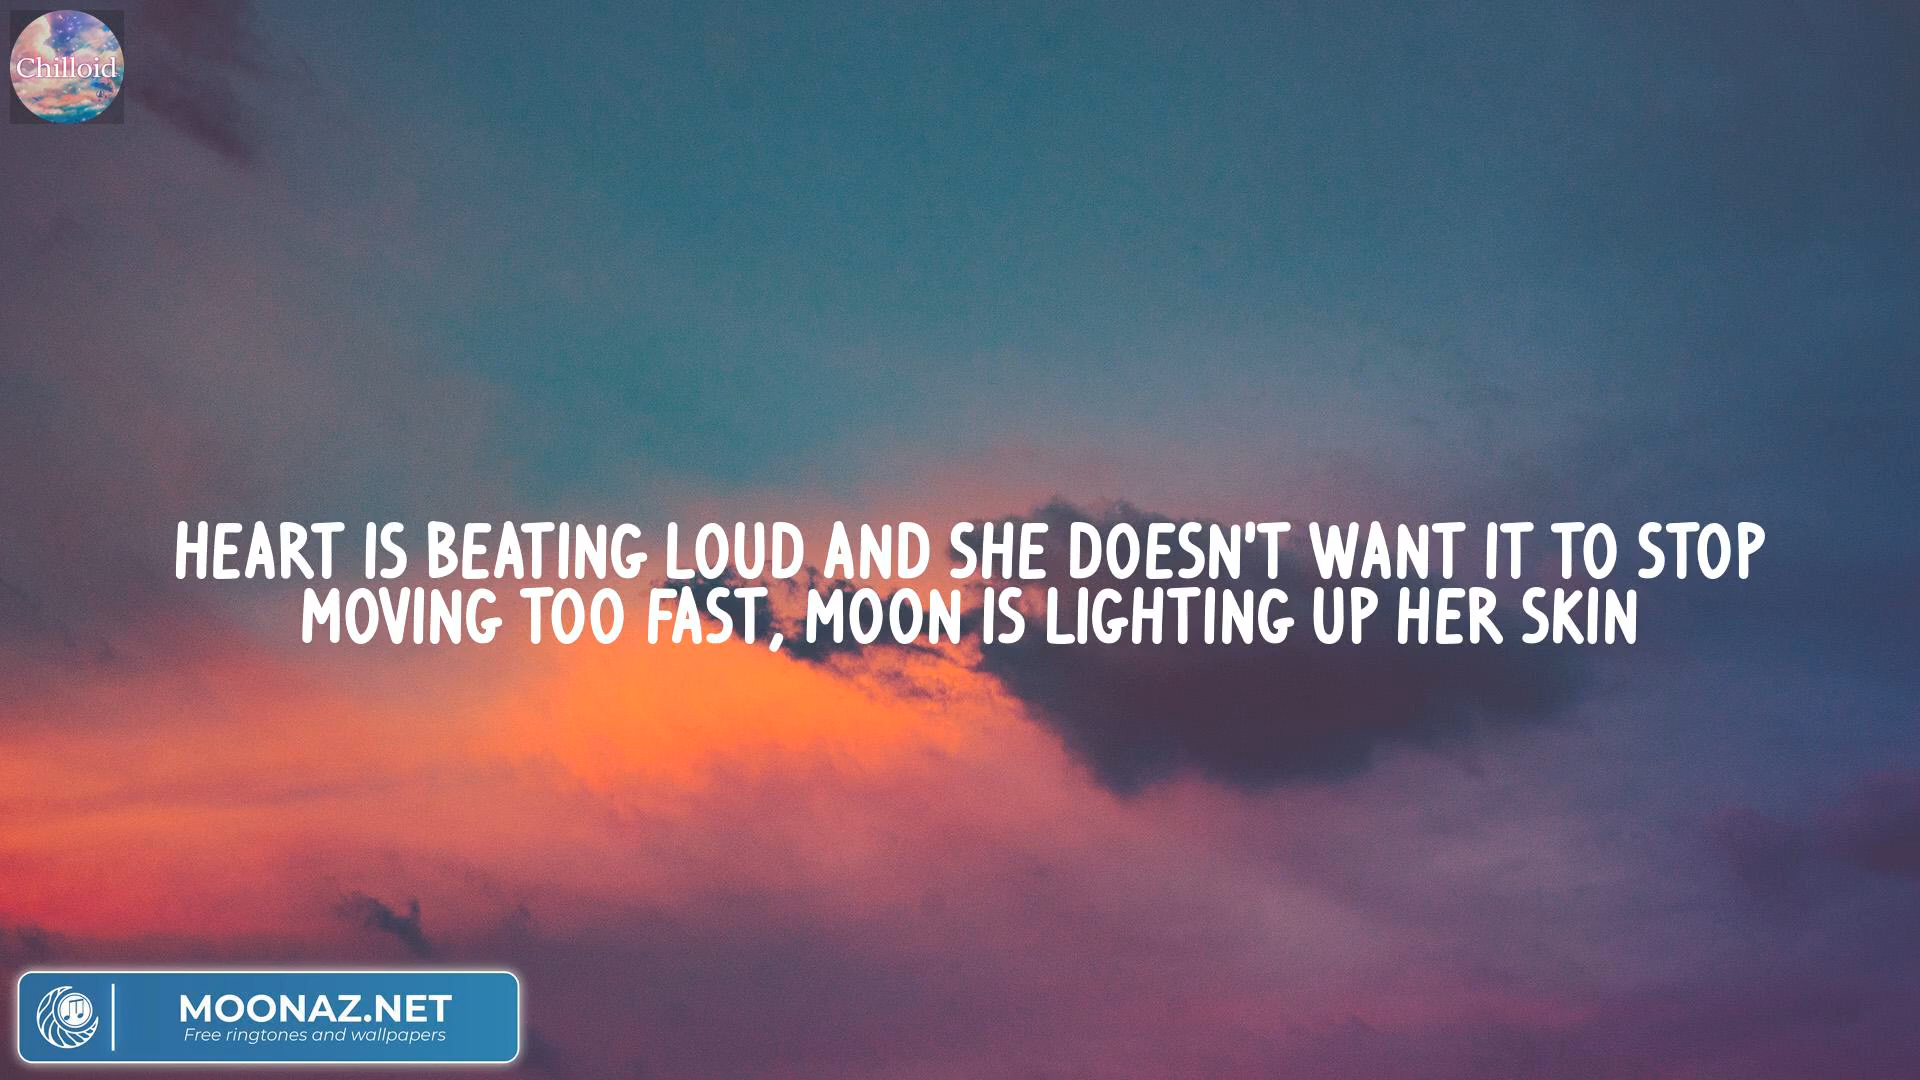 Chilloid
HEART IS BEATING LOUD AND SHE DOESN'T WANT IT TO STOP
MOVING TOO FAST, MOON IS LIGHTING UP HER SKIN
MOONAZ.NET
Free ringtones and wallpapers